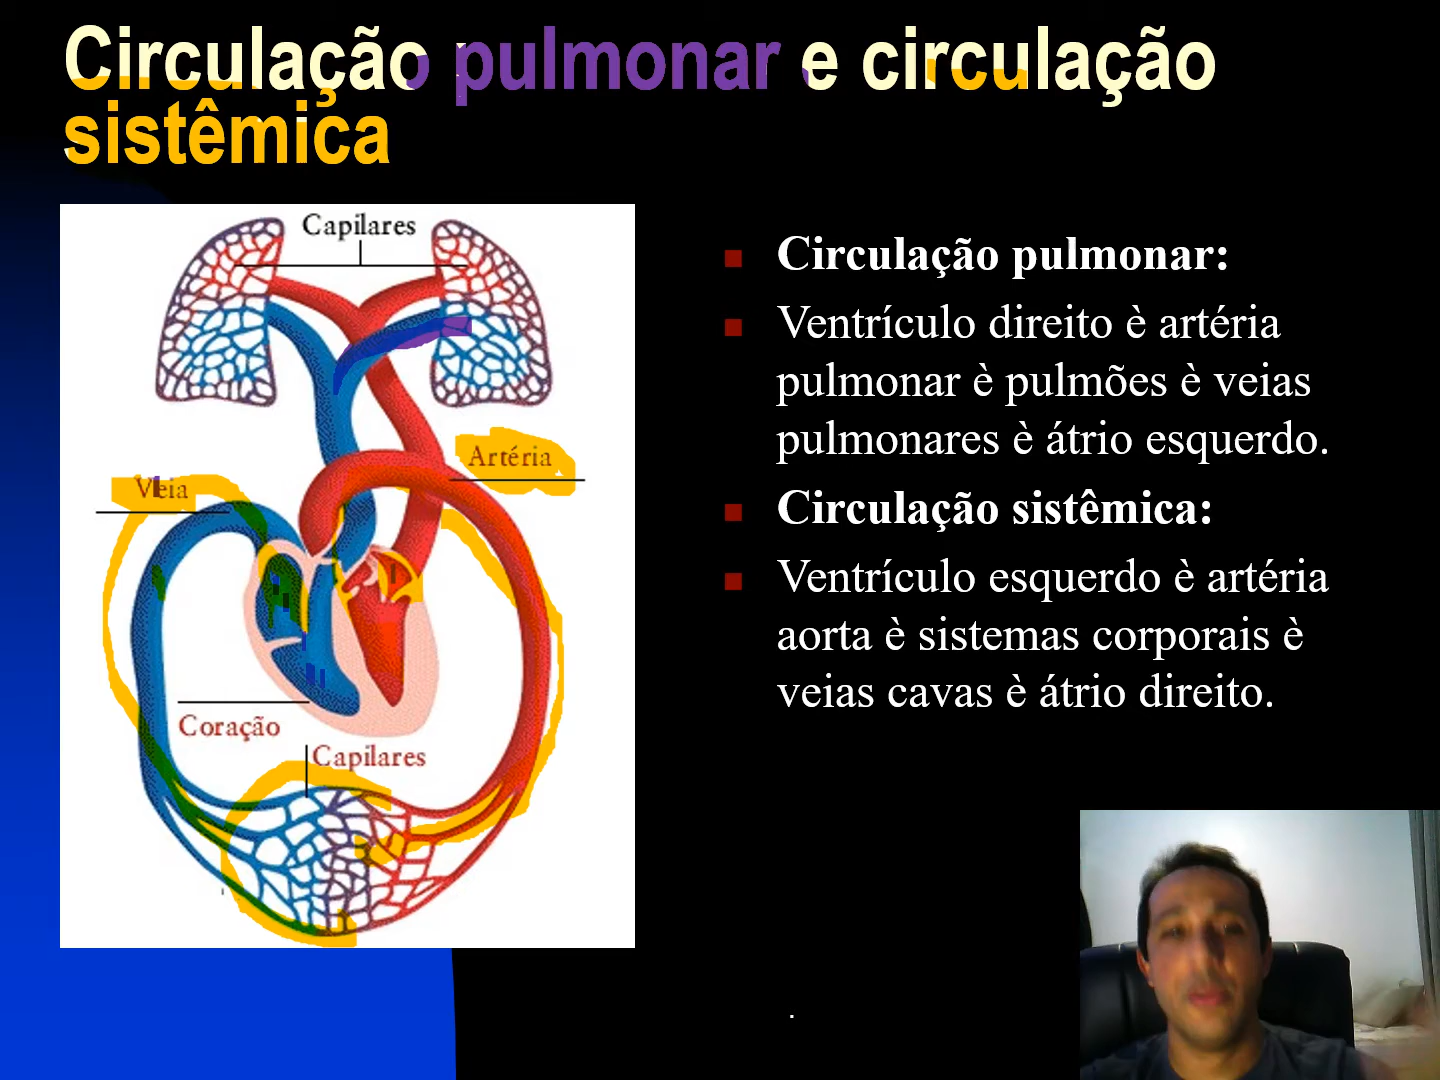 Circulação pulmonar e circulação
sistêmica
Capilares
Artéria
Veia
Coração
Capilares
Circulação pulmonar:
Ventrículo direito è artéria
pulmonar è pulmões è veias
pulmonares è átrio esquerdo.
Circulação sistêmica:
Ventrículo esquerdo è artéria
aorta è sistemas corporais è
veias cavas è átrio direito.
.